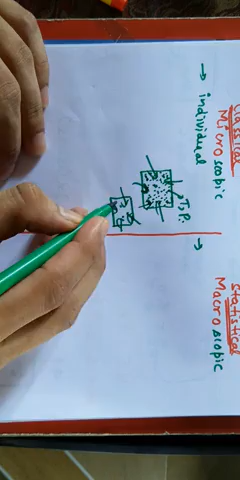 Classical
Microscopic
→ individual
T, P.
Statistical
Macroscopic
→